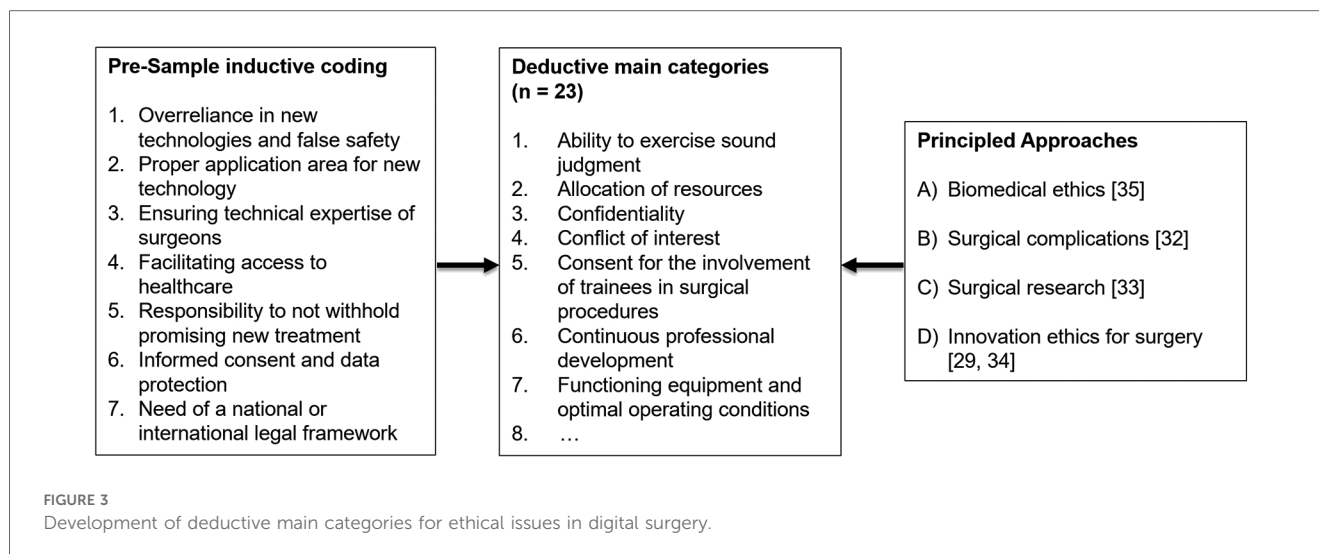 Pre-Sample inductive coding
1. Overreliance in new
technologies and false safety
2. Proper application area for new
technology
3. Ensuring technical expertise of
surgeons
4. Facilitating access to
healthcare
5. Responsibility to not withhold
promising new treatment
6. Informed consent and data
protection
7. Need of a national or
international legal framework
Deductive main categories
(n = 23)
1. Ability to exercise sound
judgment
2. Allocation of resources
3. Confidentiality
4. Conflict of interest
5. Consent for the involvement
of trainees in surgical
procedures
6. Continuous professional
development
7. Functioning equipment and
optimal operating conditions
8. …
Principled Approaches
A) Biomedical ethics [35]
B) Surgical complications [32]
C) Surgical research [33]
D) Innovation ethics for surgery
[29, 34]
FIGURE 3
Development of deductive main categories for ethical issues in digital surgery.